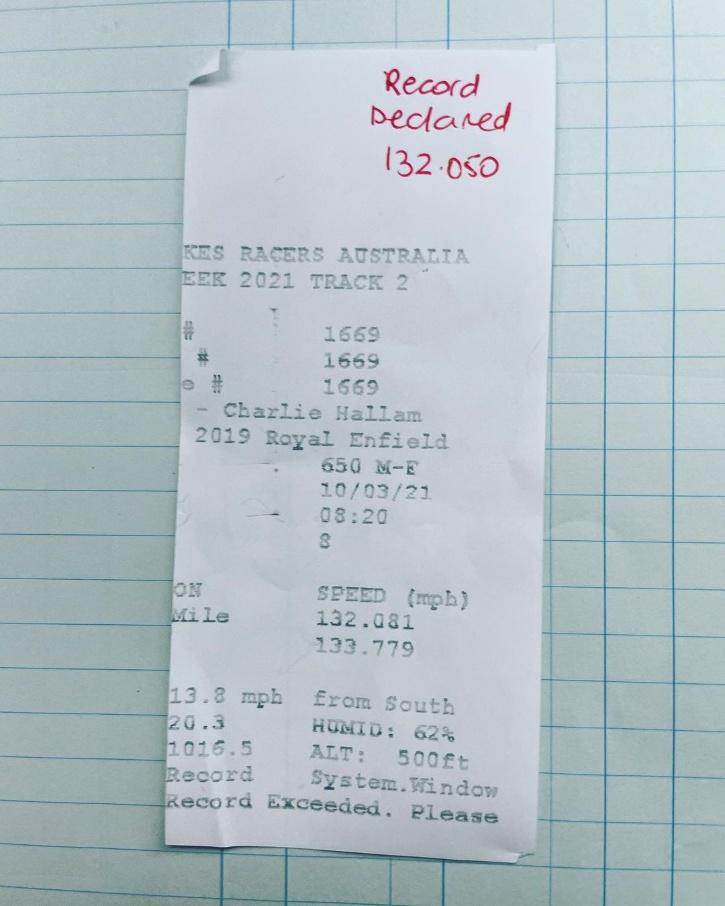 Record
Declared
132.050
KES RACERS AUSTRALIA
EEK 2021 TRACK 2
# 1669
# 1669
e # 1669
- Charlie Hallam
2019 Royal Enfield
650 M-F
10/03/21
08:20
8
ON SPEED (mph)
Mile 132.081
133.779
13.8 mph from South
20.3 HUMID: 62%
1016.5 ALT: 500ft
Record System.Window
Record Exceeded. Please